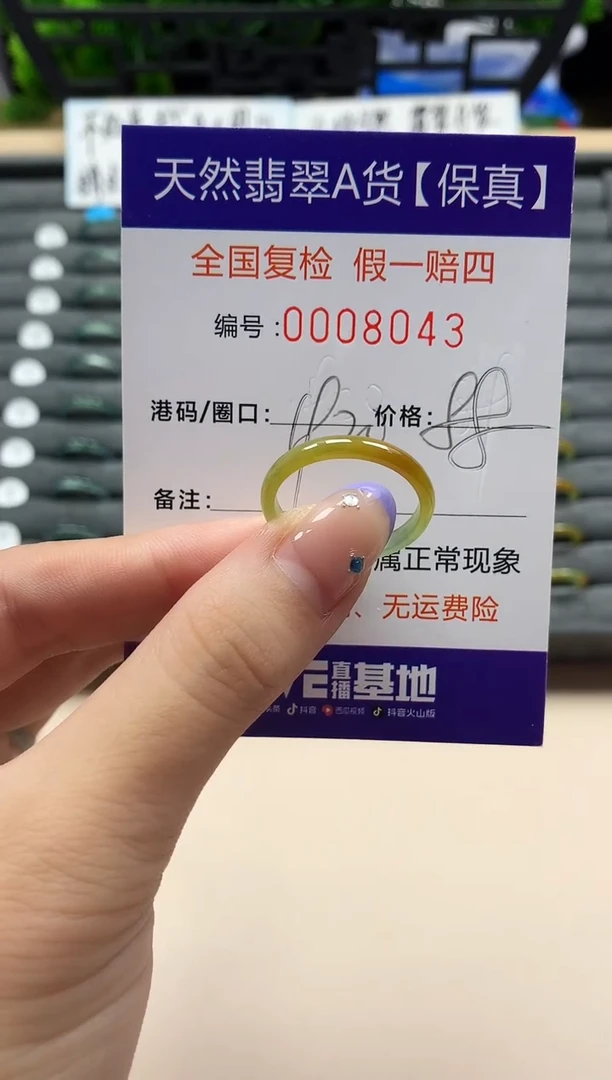 天然翡翠A货【保真】
全国复检 假一赔四
编号:0008043
港码/圈口: 价格:88
备注:
属正常现象
、无运费险
直播基地
抖音 西瓜视频 抖音火山版